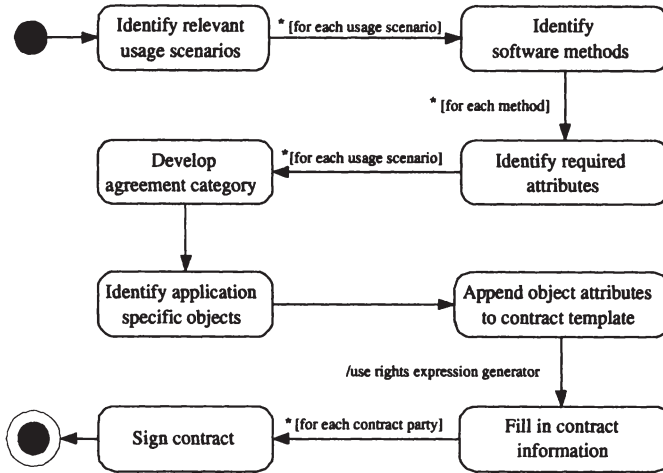 Identify relevant
usage scenarios
* [for each usage scenario]
Identify
software methods
* [for each method]
Identify required
attributes
* [for each usage scenario]
Develop
agreement category
Identify application
specific objects
Append object attributes
to contract template
/use rights expression generator
Fill in contract
information
* [for each contract party]
Sign contract